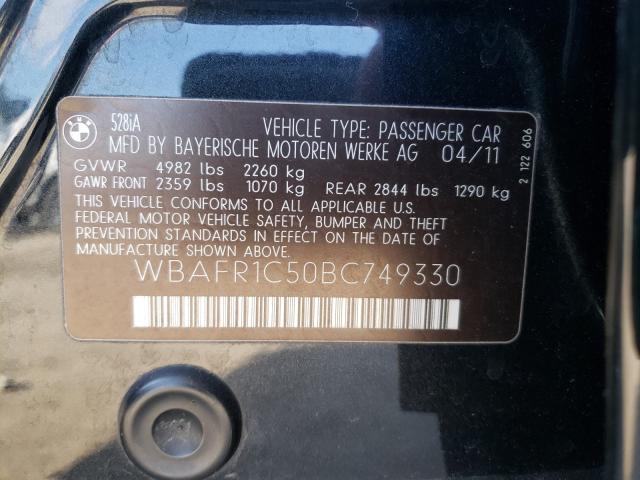 BMW
528iA
VEHICLE TYPE: PASSENGER CAR
MFD BY BAYERISCHE MOTOREN WERKE AG 04/11
GVWR 4982 lbs 2260 kg
GAWR FRONT 2359 lbs 1070 kg REAR 2844 lbs 1290 kg
THIS VEHICLE CONFORMS TO ALL APPLICABLE U.S.
FEDERAL MOTOR VEHICLE SAFETY, BUMPER AND THEFT
PREVENTION STANDARDS IN EFFECT ON THE DATE OF
MANUFACTURE SHOWN ABOVE.
WBAFR1C50BC749330
2 122 606